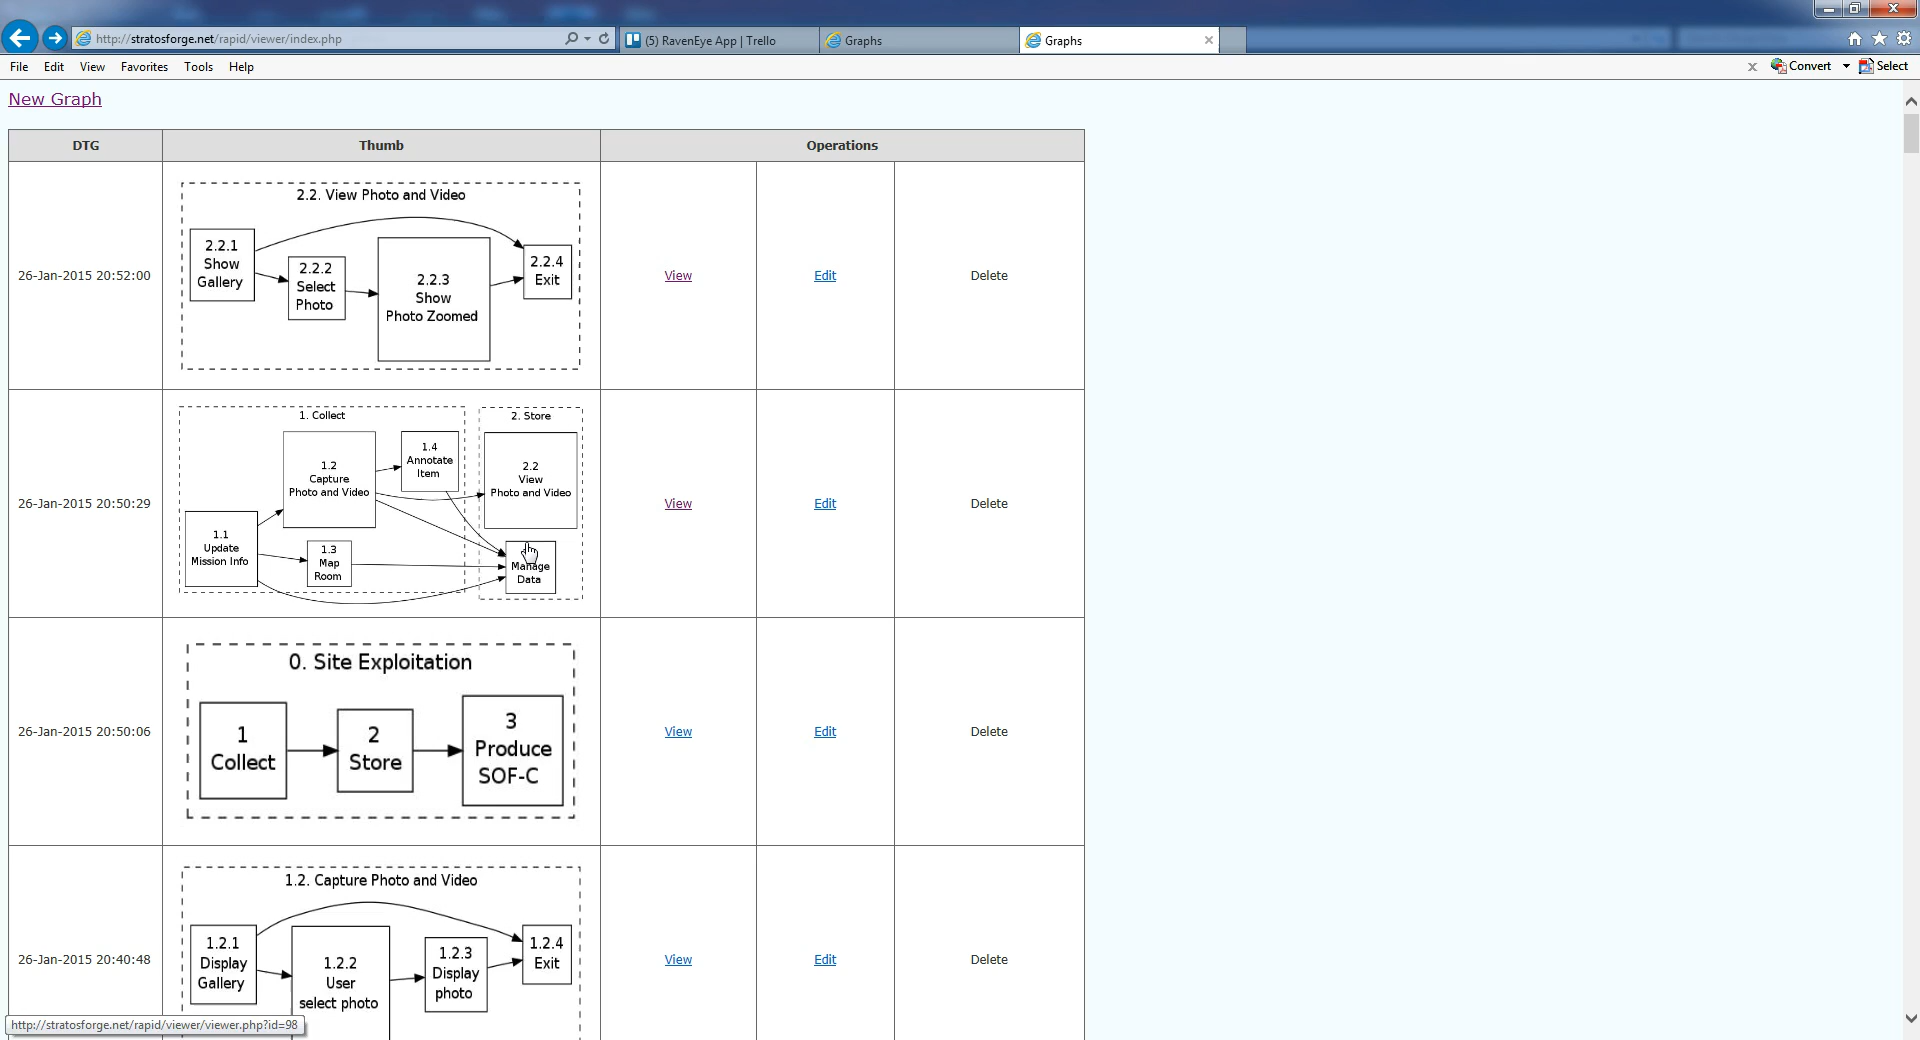 http://stratosforge.net/rapid/viewer/index.php
(5) RavenEye App | Trello
Graphs
Graphs
File Edit View Favorites Tools Help
Convert
Select
New Graph
DTG Thumb Operations
26-Jan-2015 20:52:00
2.2. View Photo and Video
2.2.1
Show
Gallery
2.2.2
Select
Photo
2.2.3
Show
Photo Zoomed
2.2.4
Exit
View Edit Delete
26-Jan-2015 20:50:29
1. Collect
1.1
Update
Mission Info
1.2
Capture
Photo and Video
1.3
Map
Room
1.4
Annotate
Item
2. Store
2.2
View
Photo and Video
Manage
Data
View Edit Delete
26-Jan-2015 20:50:06
0. Site Exploitation
1
Collect
2
Store
3
Produce
SOF-C
View Edit Delete
26-Jan-2015 20:40:48
1.2. Capture Photo and Video
1.2.1
Display
Gallery
1.2.2
User
select photo
1.2.3
Display
photo
1.2.4
Exit
View Edit Delete
http://stratosforge.net/rapid/viewer/viewer.php?id=98